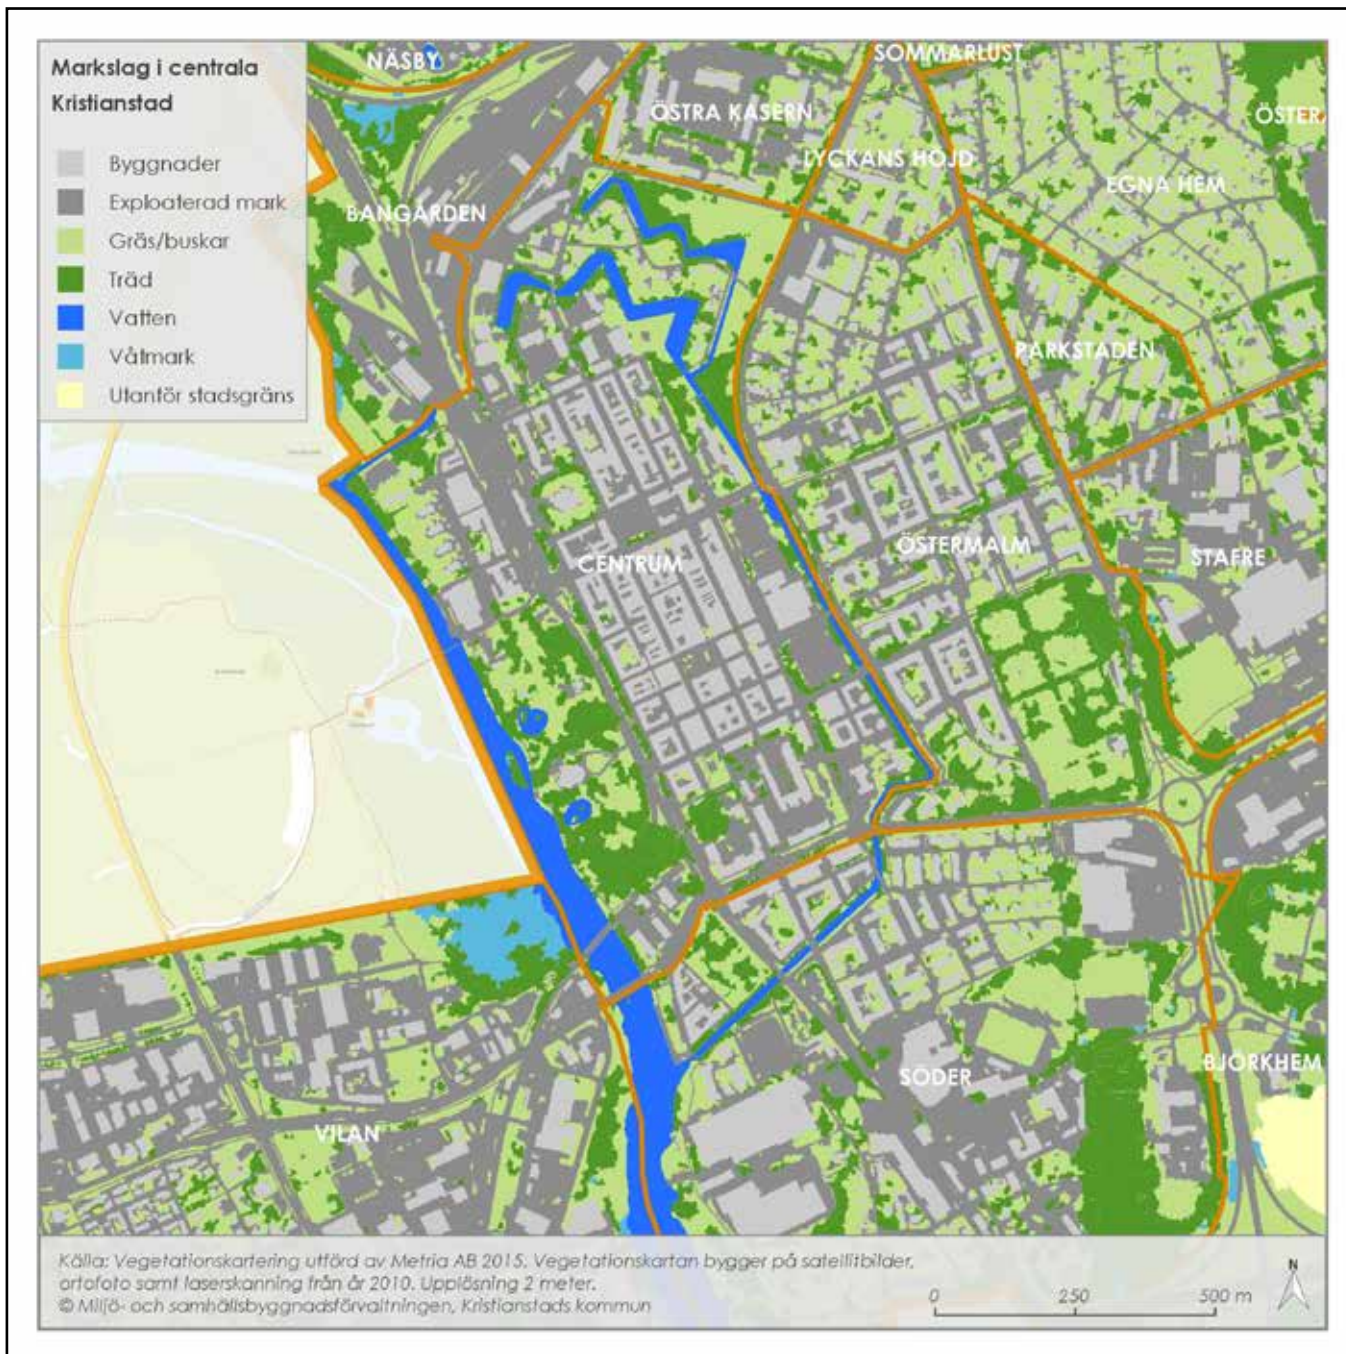 Markslag i centrala
Kristianstad
Byggnader
Exploaterad mark
Gräs/buskar
Träd
Vatten
Våtmark
Utanför stadsgräns
NÄSBY
SOMMARLUST
ÖSTRA KASERN
ÖSTER
LYCKANS HÖJD
EGNA HEM
BANGÅRDEN
PARKSTADEN
CENTRUM
ÖSTERMALM
STAFRE
SÖDER
BJÖRKHEM
VILAN
Källa: Vegetationskartering utförd av Metria AB 2015. Vegetationskartan bygger på satellitbilder,
ortofoto samt laserskanning från år 2010. Upplösning 2 meter.
© Miljö- och samhällsbyggnadsförvaltningen, Kristianstads kommun
N
0 250 500 m